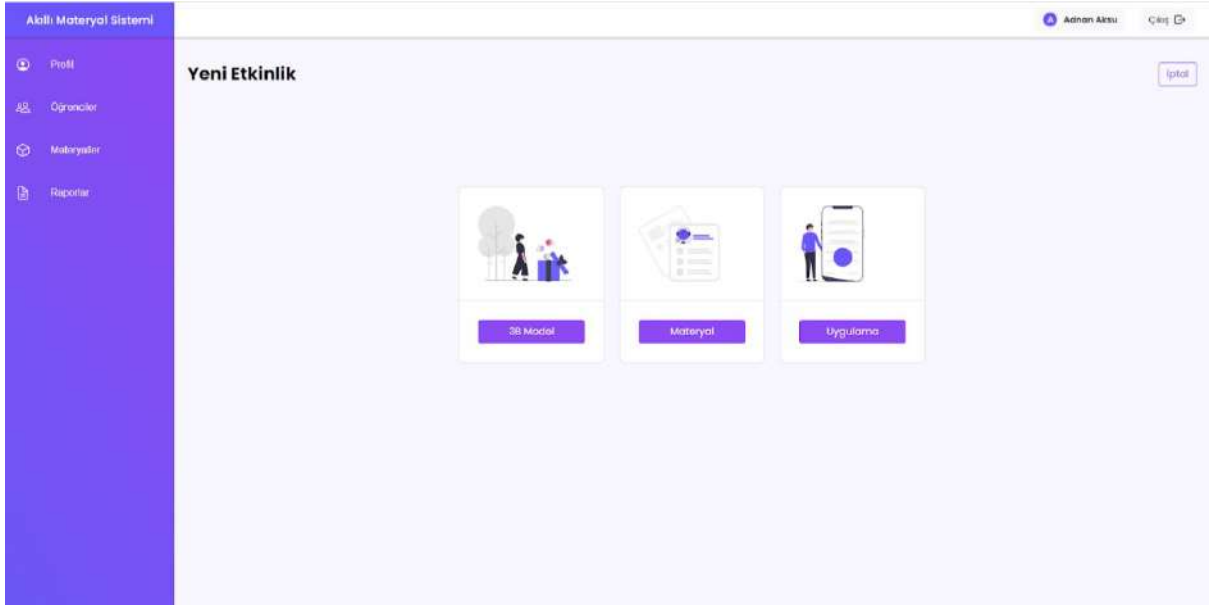 Akıllı Materyal Sistemi
A Adnan Aksu
Çıkış
Profil
Öğrenciler
Materyaller
Raporlar
Yeni Etkinlik
İptal
3B Model
Materyal
Uygulama